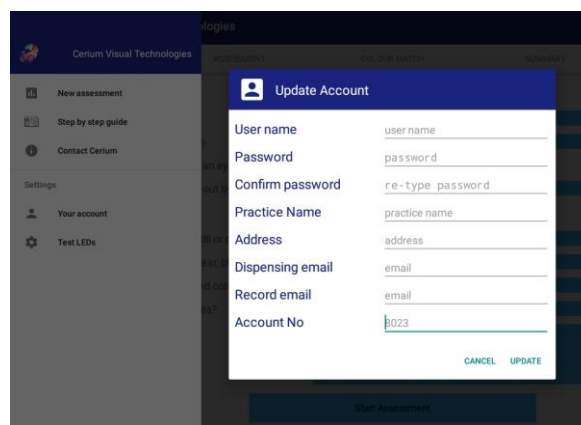 ologies
Cerium Visual Technologies
ASSESSMENT
COLOUR MATCH
SUMMARY
New assessment
Step by step guide
Contact Cerium
Settings
Your account
Test LEDs
Update Account
User name
user name
Password
password
Confirm password
re-type password
Practice Name
practice name
Address
address
Dispensing email
email
Record email
email
Account No
8023
CANCEL
UPDATE
Start Assessment